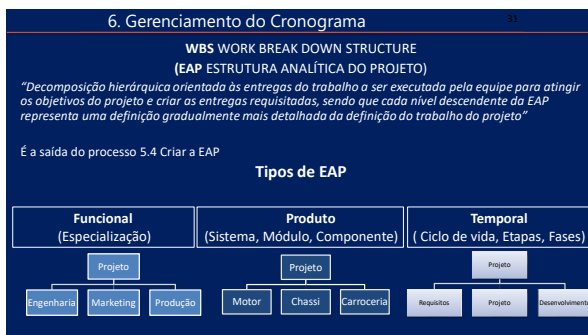 6. Gerenciamento do Cronograma
31
WBS WORK BREAK DOWN STRUCTURE
(EAP ESTRUTURA ANALÍTICA DO PROJETO)
“Decomposição hierárquica orientada às entregas do trabalho a ser executada pela equipe para atingir
os objetivos do projeto e criar as entregas requisitadas, sendo que cada nível descendente da EAP
representa uma definição gradualmente mais detalhada da definição do trabalho do projeto”
É a saída do processo 5.4 Criar a EAP
Tipos de EAP
Funcional
(Especialização)
Produto
(Sistema, Módulo, Componente)
Temporal
( Ciclo de vida, Etapas, Fases)
Projeto
Engenharia
Marketing
Produção
Projeto
Motor
Chassi
Carroceria
Projeto
Requisitos
Projeto
Desenvolvimento